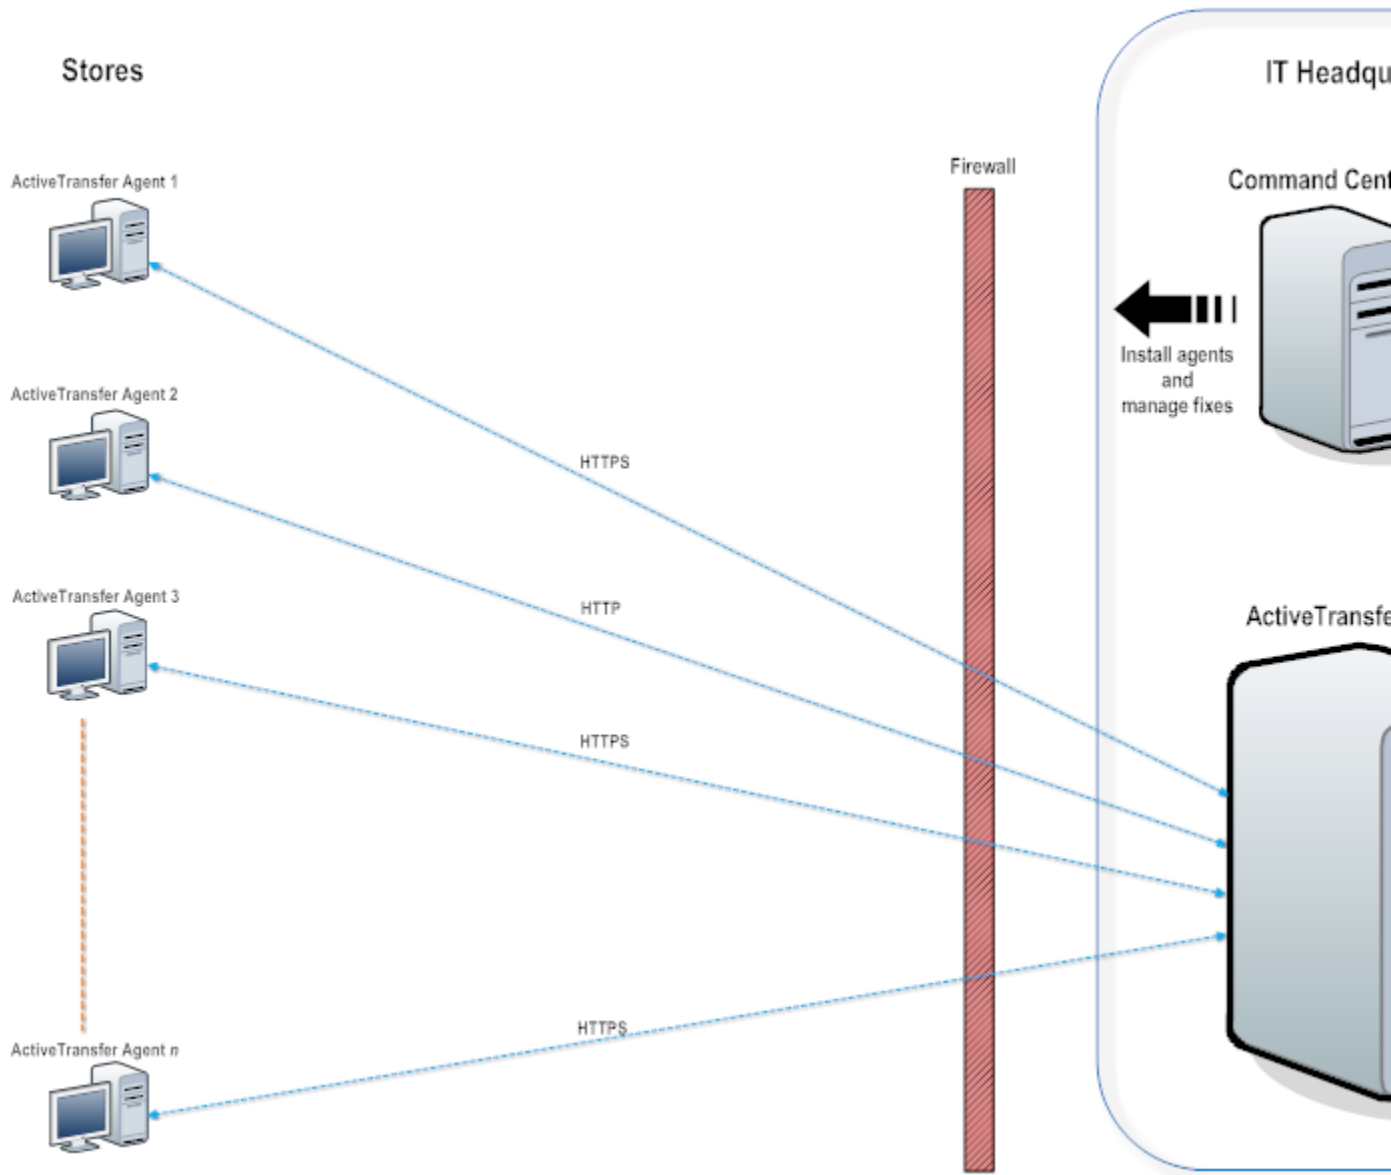 Stores
IT Headqu
Firewall
ActiveTransfer Agent 1
Command Cent
Install agents
and
manage fixes
ActiveTransfer Agent 2
HTTPS
ActiveTransfer Agent 3
HTTP
ActiveTransfe
HTTPS
HTTPS
ActiveTransfer Agent n